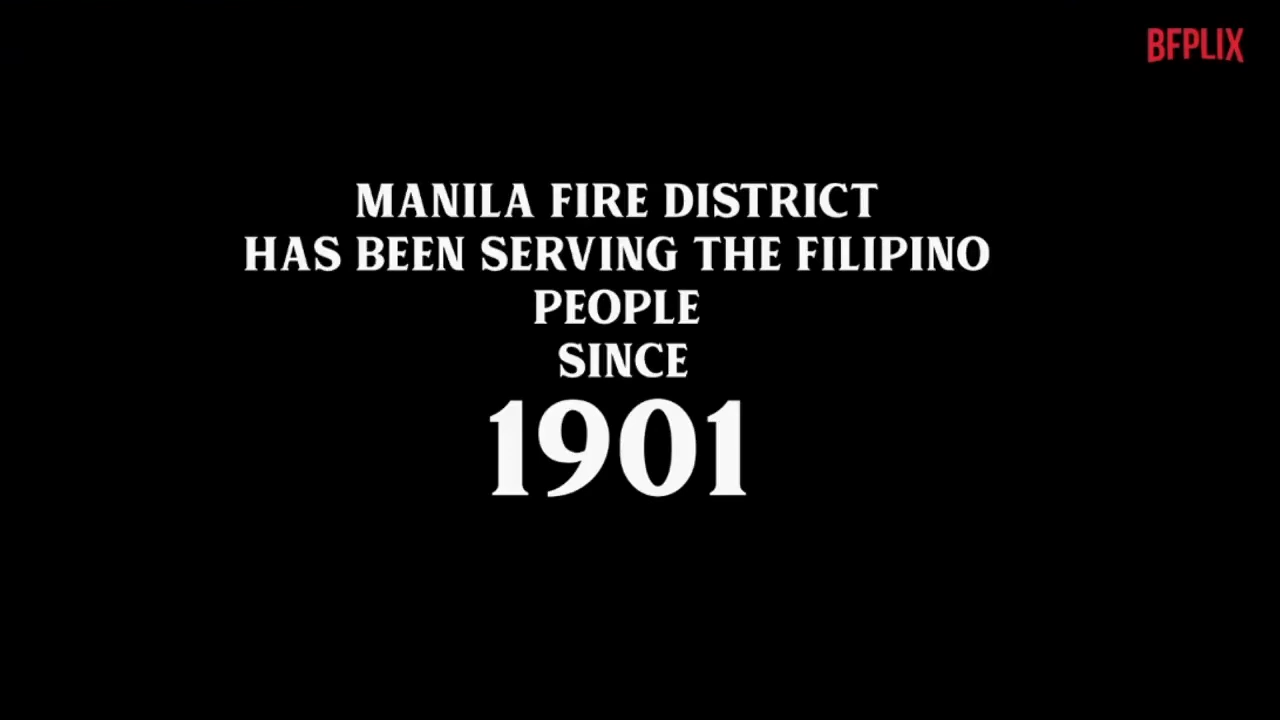 BFPLIX
MANILA FIRE DISTRICT
HAS BEEN SERVING THE FILIPINO
PEOPLE
SINCE
1901